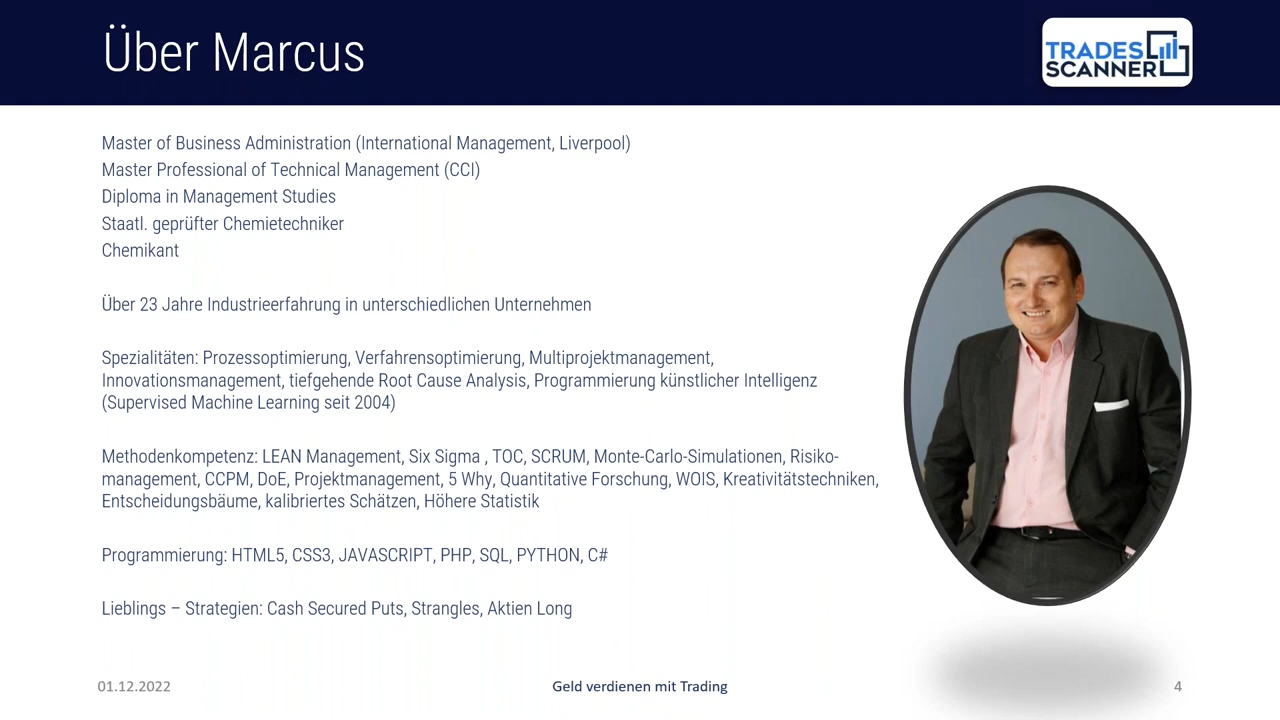 Über Marcus
TRADES
SCANNER
Master of Business Administration (International Management, Liverpool)
Master Professional of Technical Management (CCI)
Diploma in Management Studies
Staatl. geprüfter Chemietechniker
Chemikant
Über 23 Jahre Industrieerfahrung in unterschiedlichen Unternehmen
Spezialitäten: Prozessoptimierung, Verfahrensoptimierung, Multiprojektmanagement,
Innovationsmanagement, tiefgehende Root Cause Analysis, Programmierung künstlicher Intelligenz
(Supervised Machine Learning seit 2004)
Methodenkompetenz: LEAN Management, Six Sigma , TOC, SCRUM, Monte-Carlo-Simulationen, Risiko-
management, CCPM, DoE, Projektmanagement, 5 Why, Quantitative Forschung, WOIS, Kreativitätstechniken,
Entscheidungsbäume, kalibriertes Schätzen, Höhere Statistik
Programmierung: HTML5, CSS3, JAVASCRIPT, PHP, SQL, PYTHON, C#
Lieblings – Strategien: Cash Secured Puts, Strangles, Aktien Long
01.12.2022
Geld verdienen mit Trading
4